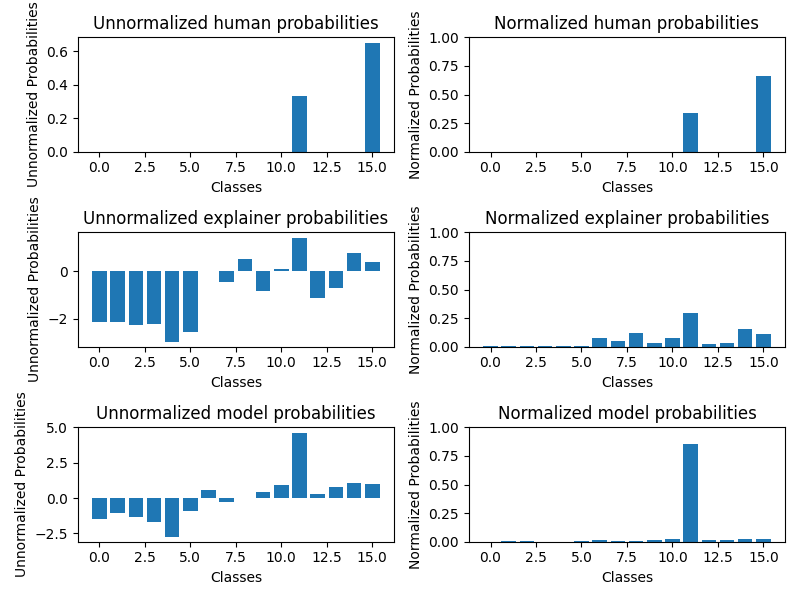 Unnormalized human probabilities
Unnormalized Probabilities
0.6
0.4
0.2
0.0
0.0 2.5 5.0 7.5 10.0 12.5 15.0
Classes
Normalized human probabilities
Normalized Probabilities
1.00
0.75
0.50
0.25
0.00
0.0 2.5 5.0 7.5 10.0 12.5 15.0
Classes
Unnormalized explainer probabilities
Unnormalized Probabilities
0
−2
0.0 2.5 5.0 7.5 10.0 12.5 15.0
Classes
Normalized explainer probabilities
Normalized Probabilities
1.00
0.75
0.50
0.25
0.00
0.0 2.5 5.0 7.5 10.0 12.5 15.0
Classes
Unnormalized model probabilities
Unnormalized Probabilities
5.0
2.5
0.0
−2.5
0.0 2.5 5.0 7.5 10.0 12.5 15.0
Classes
Normalized model probabilities
Normalized Probabilities
1.00
0.75
0.50
0.25
0.00
0.0 2.5 5.0 7.5 10.0 12.5 15.0
Classes